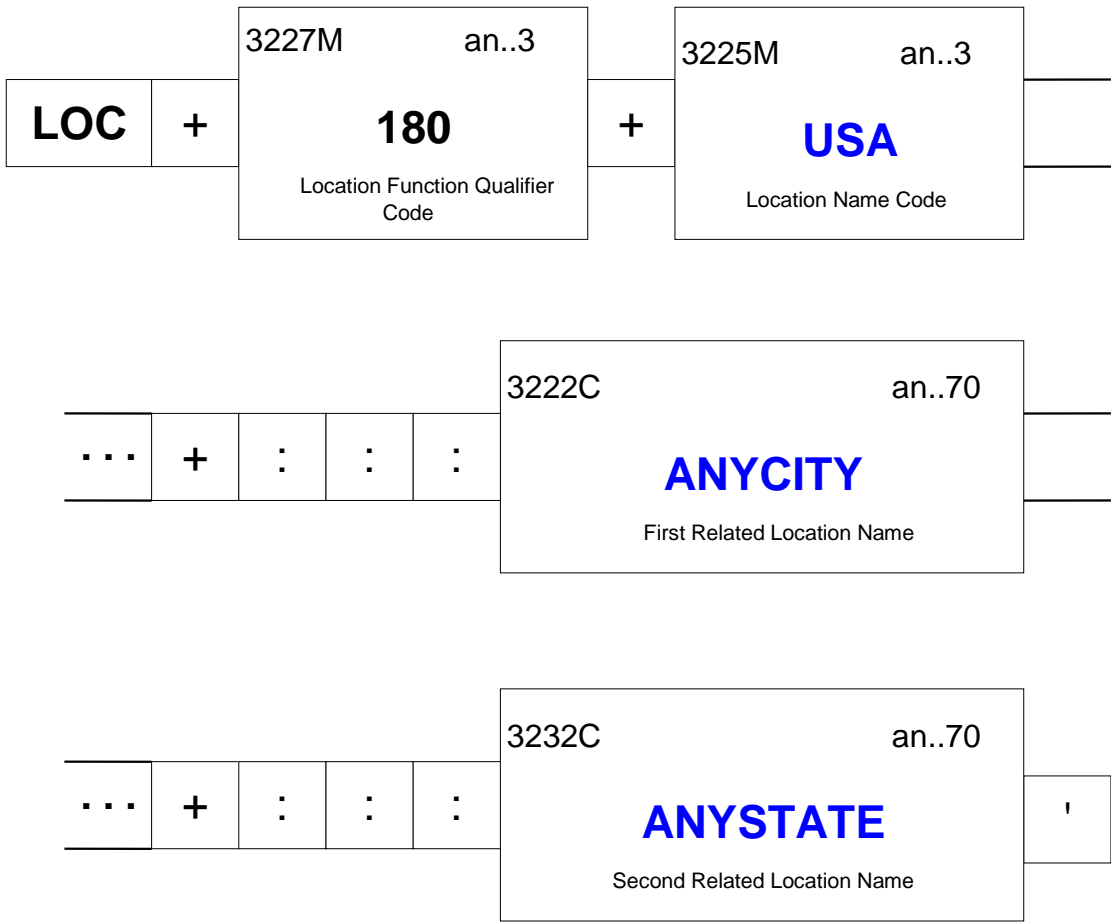 3227M an..3 3225M an..3
LOC + 180 + USA
Location Function Qualifier
Code
Location Name Code
3222C an..70
... + : : : ANYCITY
First Related Location Name
3232C an..70
... + : : : ANYSTATE '
Second Related Location Name